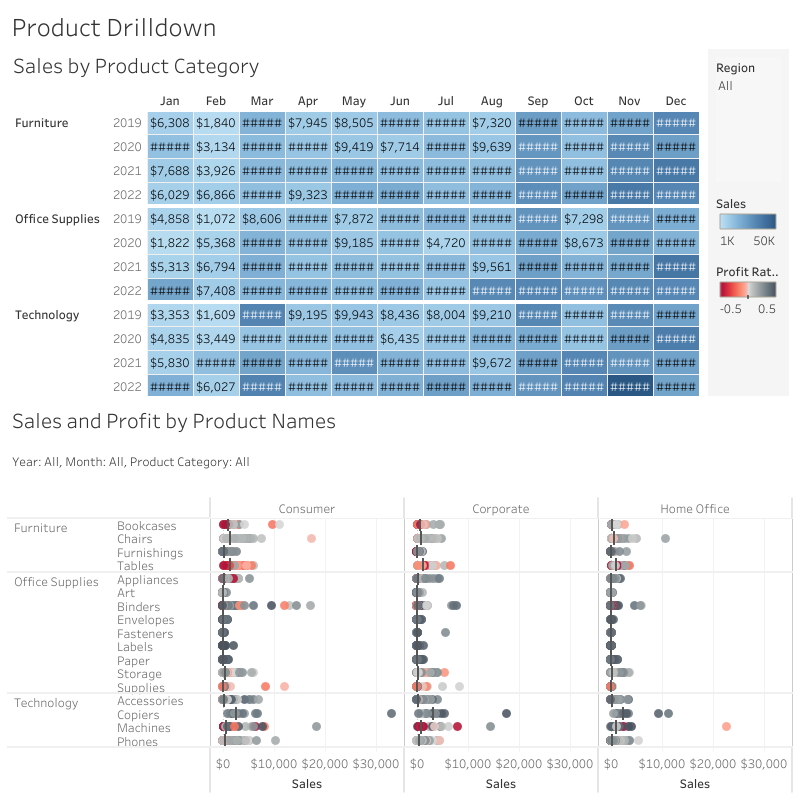 Product Drilldown
Sales by Product Category
Region
All
Jan Feb Mar Apr May Jun Jul Aug Sep Oct Nov Dec
Furniture 2019 $6,308 $1,840 ##### $7,945 $8,505 ##### ##### $7,320 ##### ##### ##### #####
2020 ##### $3,134 ##### ##### $9,419 $7,714 ##### $9,639 ##### ##### ##### #####
2021 $7,688 $3,926 ##### ##### ##### ##### ##### ##### ##### ##### ##### #####
2022 $6,029 $6,866 ##### $9,323 ##### ##### ##### ##### ##### ##### ##### #####
Office Supplies 2019 $4,858 $1,072 $8,606 ##### $7,872 ##### ##### ##### ##### $7,298 ##### #####
2020 $1,822 $5,368 ##### ##### $9,185 ##### $4,720 ##### ##### $8,673 ##### #####
2021 $5,313 $6,794 ##### ##### ##### ##### ##### $9,561 ##### ##### ##### #####
2022 ##### $7,408 ##### ##### ##### ##### ##### ##### ##### ##### ##### #####
Technology 2019 $3,353 $1,609 ##### $9,195 $9,943 $8,436 $8,004 $9,210 ##### ##### ##### #####
2020 $4,835 $3,449 ##### ##### ##### $6,435 ##### ##### ##### ##### ##### #####
2021 $5,830 ##### ##### ##### ##### ##### ##### $9,672 ##### ##### ##### #####
2022 ##### $6,027 ##### ##### ##### ##### ##### ##### ##### ##### ##### #####
Sales
1K 50K
Profit Rat..
-0.5 0.5
Sales and Profit by Product Names
Year: All, Month: All, Product Category: All
Consumer Corporate Home Office
Furniture Bookcases
Chairs
Furnishings
Tables
Office Supplies Appliances
Art
Binders
Envelopes
Fasteners
Labels
Paper
Storage
Supplies
Technology Accessories
Copiers
Machines
Phones
$0 $10,000 $20,000 $30,000 $0 $10,000 $20,000 $30,000 $0 $10,000 $20,000 $30,000
Sales Sales Sales